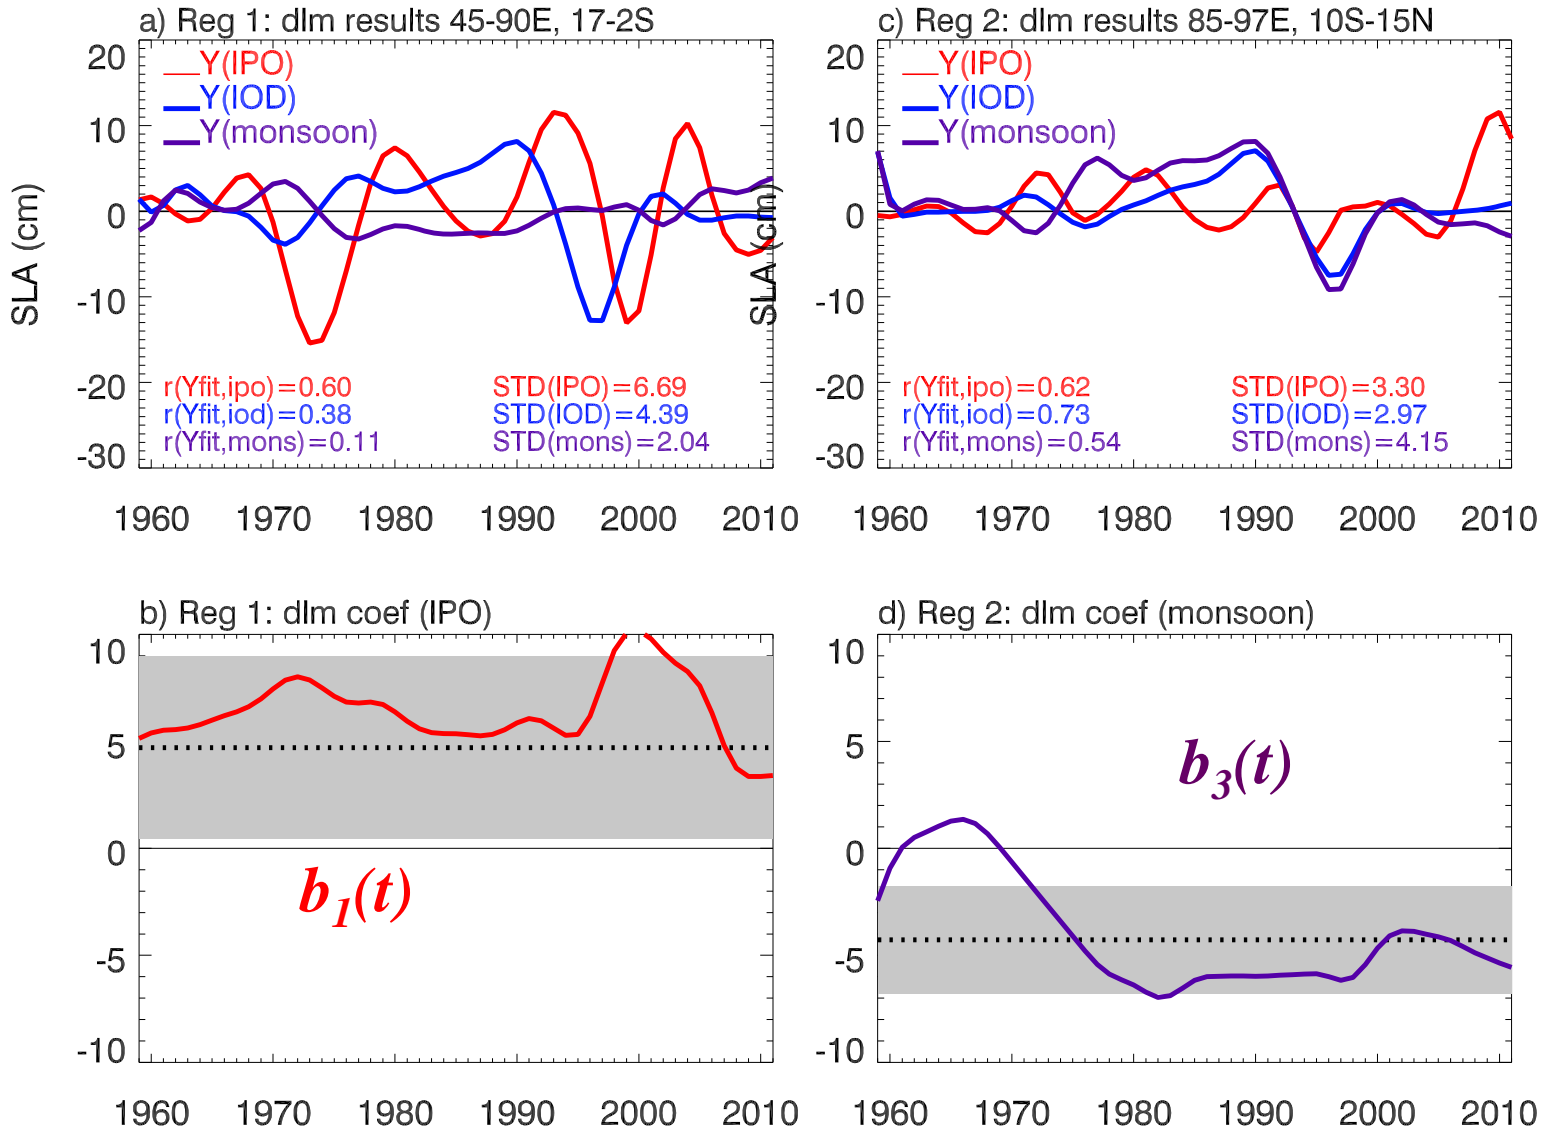 a) Reg 1: dlm results 45-90E, 17-2S
20
10
0
-10
-20
-30
SLA (cm)
Y(IPO)
Y(IOD)
Y(monsoon)
r(Yfit,ipo)=0.60 STD(IPO)=6.69
r(Yfit,iod)=0.38 STD(IOD)=4.39
r(Yfit,mons)=0.11 STD(mons)=2.04
1960 1970 1980 1990 2000 2010
c) Reg 2: dlm results 85-97E, 10S-15N
20
10
0
-10
-20
-30
SLA (cm)
Y(IPO)
Y(IOD)
Y(monsoon)
r(Yfit,ipo)=0.62 STD(IPO)=3.30
r(Yfit,iod)=0.73 STD(IOD)=2.97
r(Yfit,mons)=0.54 STD(mons)=4.15
1960 1970 1980 1990 2000 2010
b) Reg 1: dlm coef (IPO)
10
5
0
-5
-10
b1(t)
1960 1970 1980 1990 2000 2010
d) Reg 2: dlm coef (monsoon)
10
5
0
-5
-10
b3(t)
1960 1970 1980 1990 2000 2010